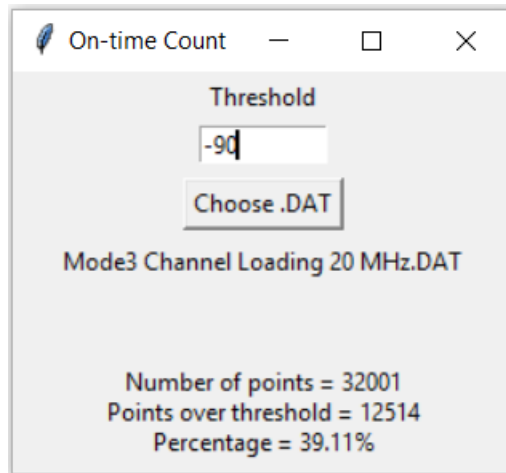 On-time Count
Threshold
-90
Choose .DAT
Mode3 Channel Loading 20 MHz.DAT
Number of points = 32001
Points over threshold = 12514
Percentage = 39.11%